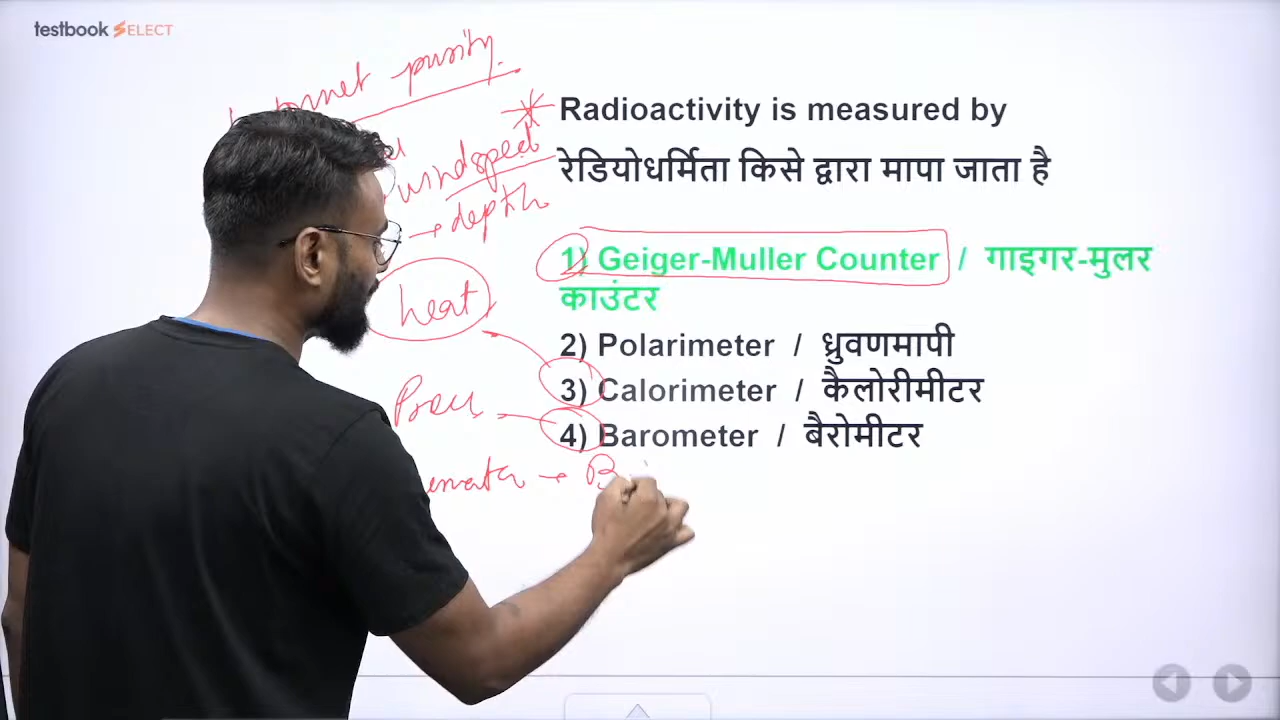 testbook SELECT
purity
Radioactivity is measured by
windspeed
रेडियोधर्मिता किसे द्वारा मापा जाता है
→ depth
1) Geiger-Muller Counter / गाइगर-मुलर
काउंटर
heat
2) Polarimeter / ध्रुवणमापी
3) Calorimeter / कैलोरीमीटर
4) Barometer / बैरोमीटर